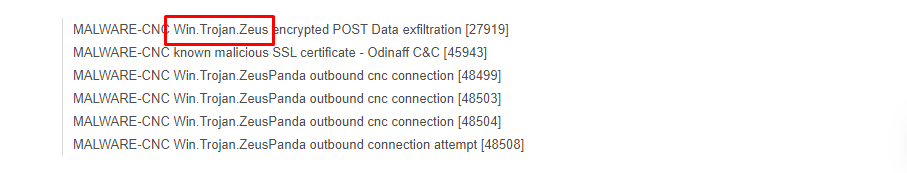 MALWARE-CNC Win.Trojan.Zeus encrypted POST Data exfiltration [27919]
MALWARE-CNC known malicious SSL certificate - Odinaff C&C [45943]
MALWARE-CNC Win.Trojan.ZeusPanda outbound cnc connection [48499]
MALWARE-CNC Win.Trojan.ZeusPanda outbound cnc connection [48503]
MALWARE-CNC Win.Trojan.ZeusPanda outbound cnc connection [48504]
MALWARE-CNC Win.Trojan.ZeusPanda outbound connection attempt [48508]